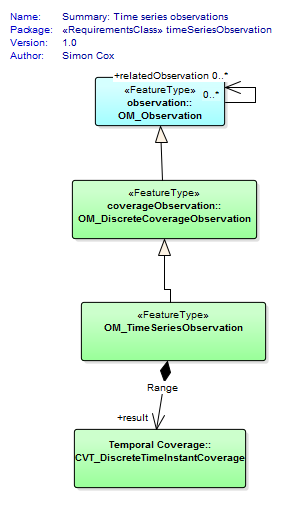 Name: Summary: Time series observations
Package: «RequirementsClass» timeSeriesObservation
Version: 1.0
Author: Simon Cox
+relatedObservation 0..*
«FeatureType»
observation::
OM_Observation
0..*
«FeatureType»
coverageObservation::
OM_DiscreteCoverageObservation
«FeatureType»
OM_TimeSeriesObservation
Range
+result
Temporal Coverage::
CVT_DiscreteTimeInstantCoverage